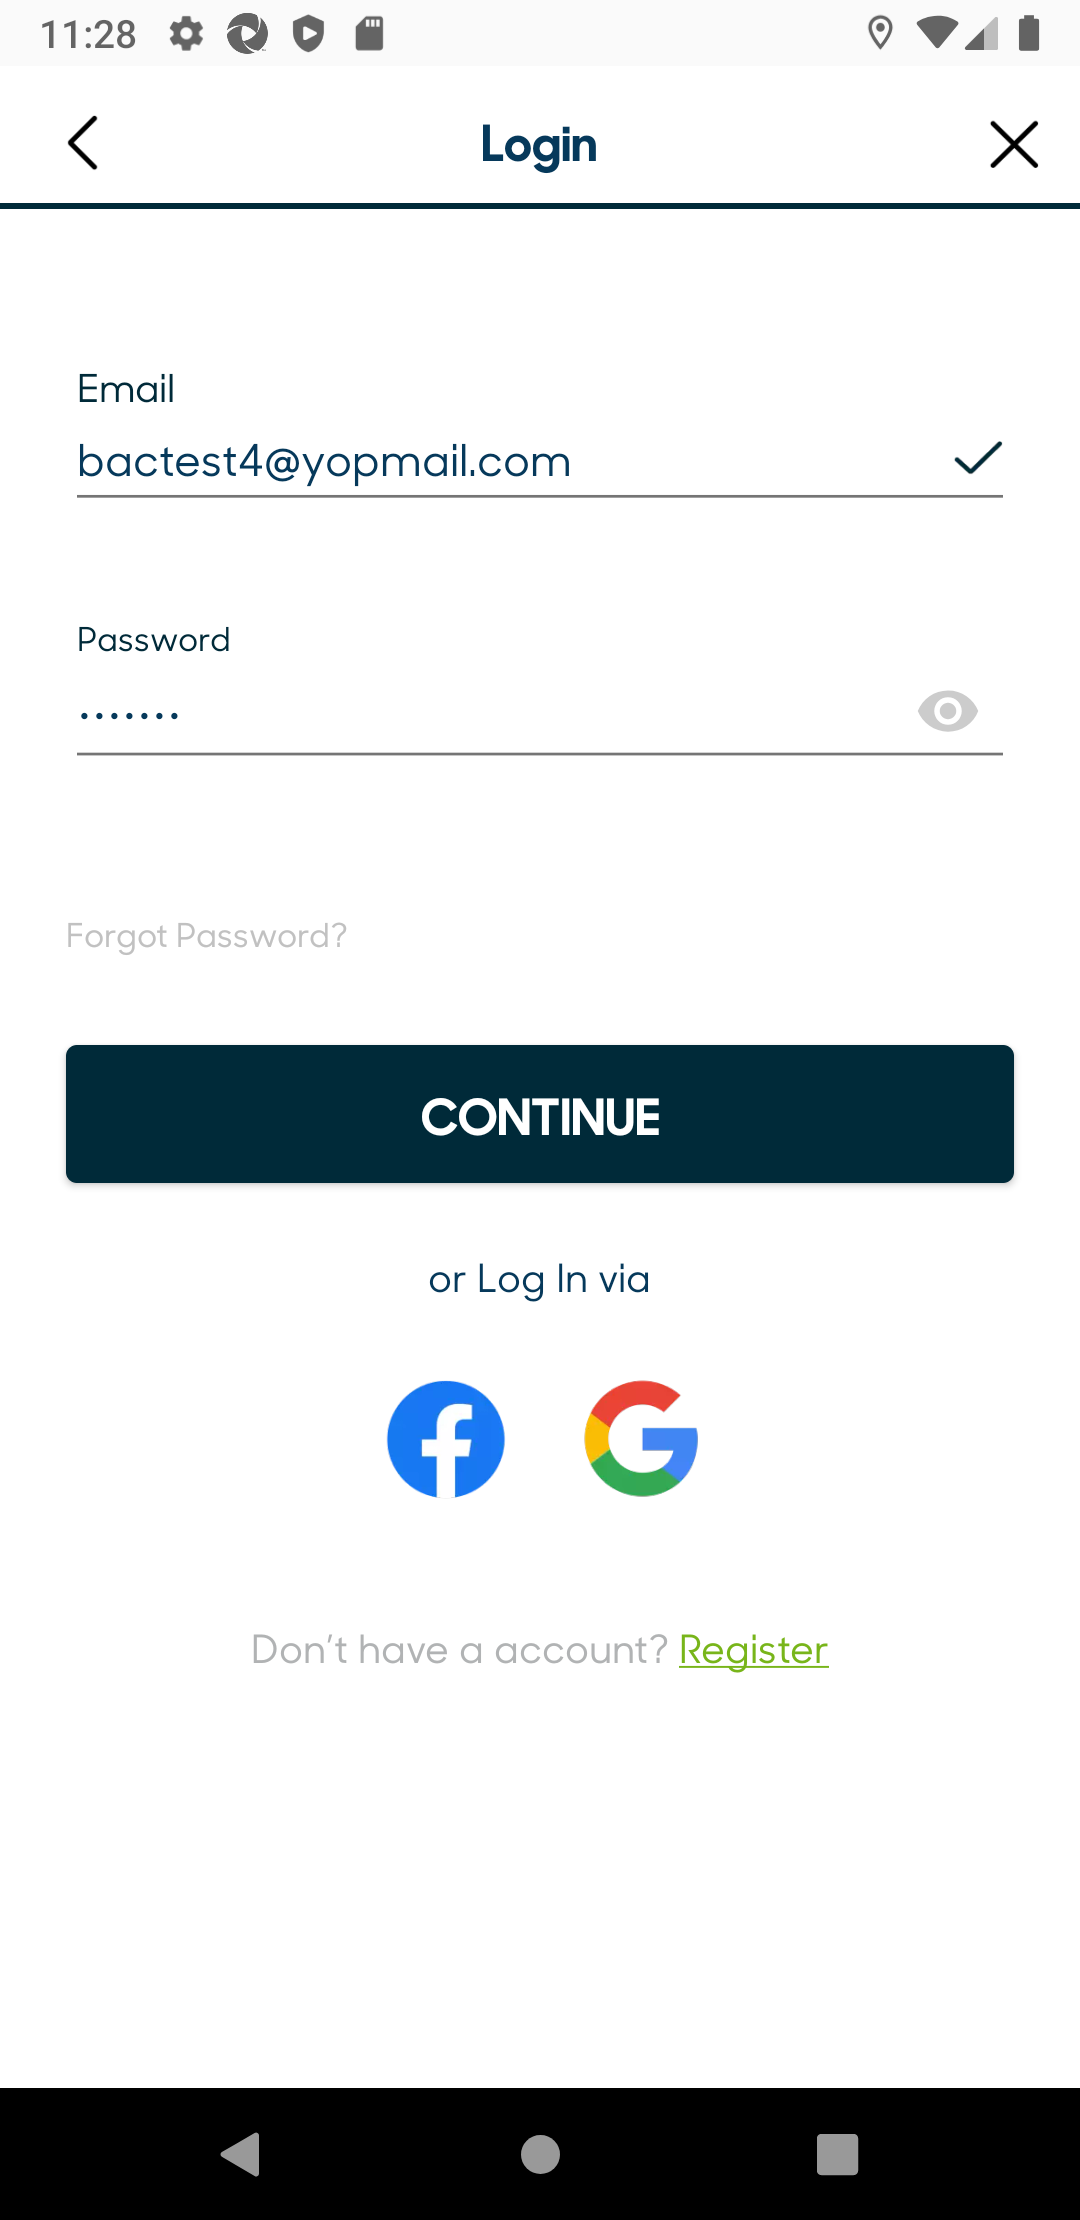 11:28
Login
Email
bactest4@yopmail.com
Password
.......
Forgot Password?
CONTINUE
or Log In via
Don't have a account? Register